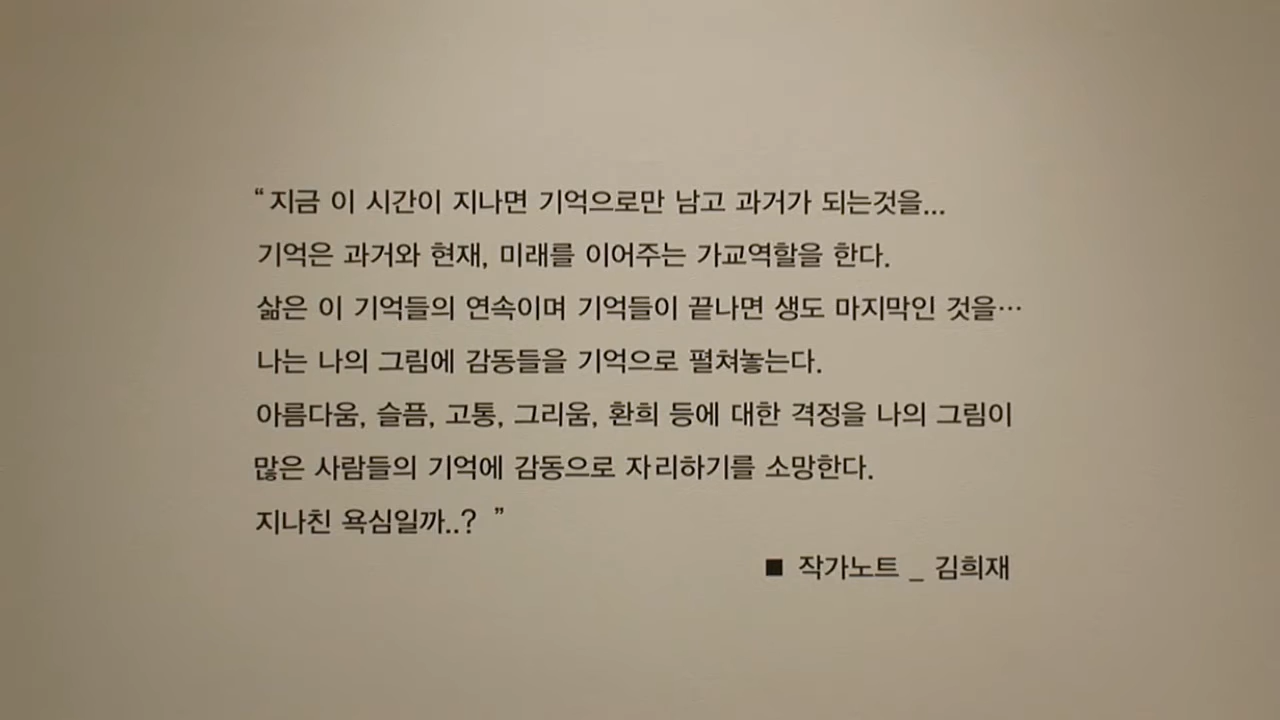 “ 지금 이 시간이 지나면 기억으로만 남고 과거가 되는것을...
기억은 과거와 현재, 미래를 이어주는 가교역할을 한다.
삶은 이 기억들의 연속이며 기억들이 끝나면 생도 마지막인 것을…
나는 나의 그림에 감동들을 기억으로 펼쳐놓는다.
아름다움, 슬픔, 고통, 그리움, 환희 등에 대한 격정을 나의 그림이
많은 사람들의 기억에 감동으로 자리하기를 소망한다.
지나친 욕심일까..? ”
■ 작가노트 _ 김희재